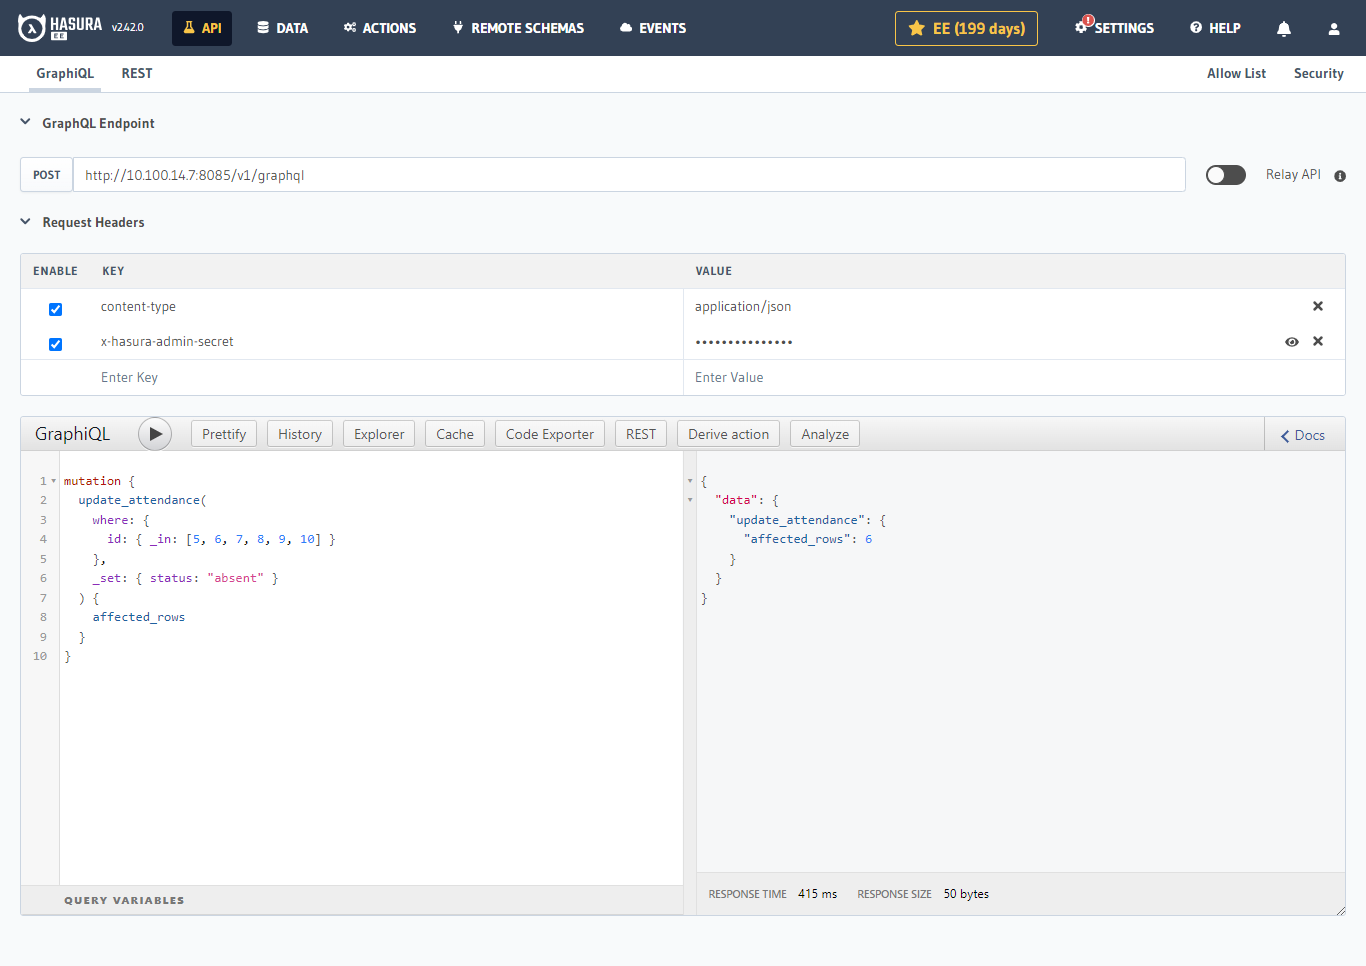 HASURA EE v2.42.0 API DATA ACTIONS REMOTE SCHEMAS EVENTS EE (199 days) ! SETTINGS HELP
GraphiQL REST Allow List Security
GraphQL Endpoint
POST http://10.100.14.7:8085/v1/graphql Relay API
Request Headers
ENABLE KEY VALUE
content-type application/json
x-hasura-admin-secret •••••••••••••••
Enter Key Enter Value
GraphiQL Prettify History Explorer Cache Code Exporter REST Derive action Analyze Docs
1 mutation {
2 update_attendance(
3 where: {
4 id: { _in: [5, 6, 7, 8, 9, 10] }
5 },
6 _set: { status: "absent" }
7 ) {
8 affected_rows
9 }
10 }
{
"data": {
"update_attendance": {
"affected_rows": 6
}
}
}
QUERY VARIABLES
RESPONSE TIME 415 ms RESPONSE SIZE 50 bytes